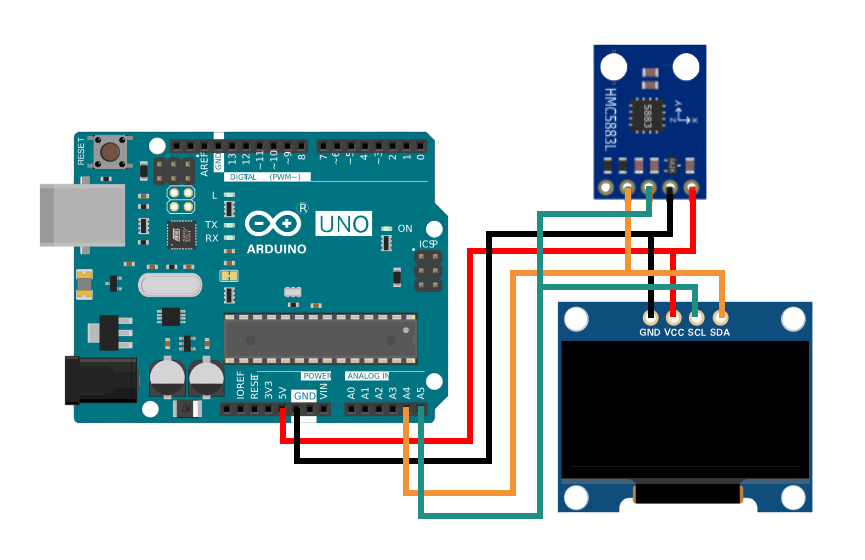 HMC5883L
5883
Y
X
Z
RESET
AREF
GND
13
12
~11
~10
~9
8
7
~6
~5
4
~3
2
1
0
DIGITAL (PWM~)
L
TX
RX
®
UNO
ARDUINO
ON
ICSP
GND VCC SCL SDA
POWER
ANALOG IN
IOREF
RESET
3V3
5V
GND
VIN
A0
A1
A2
A3
A4
A5